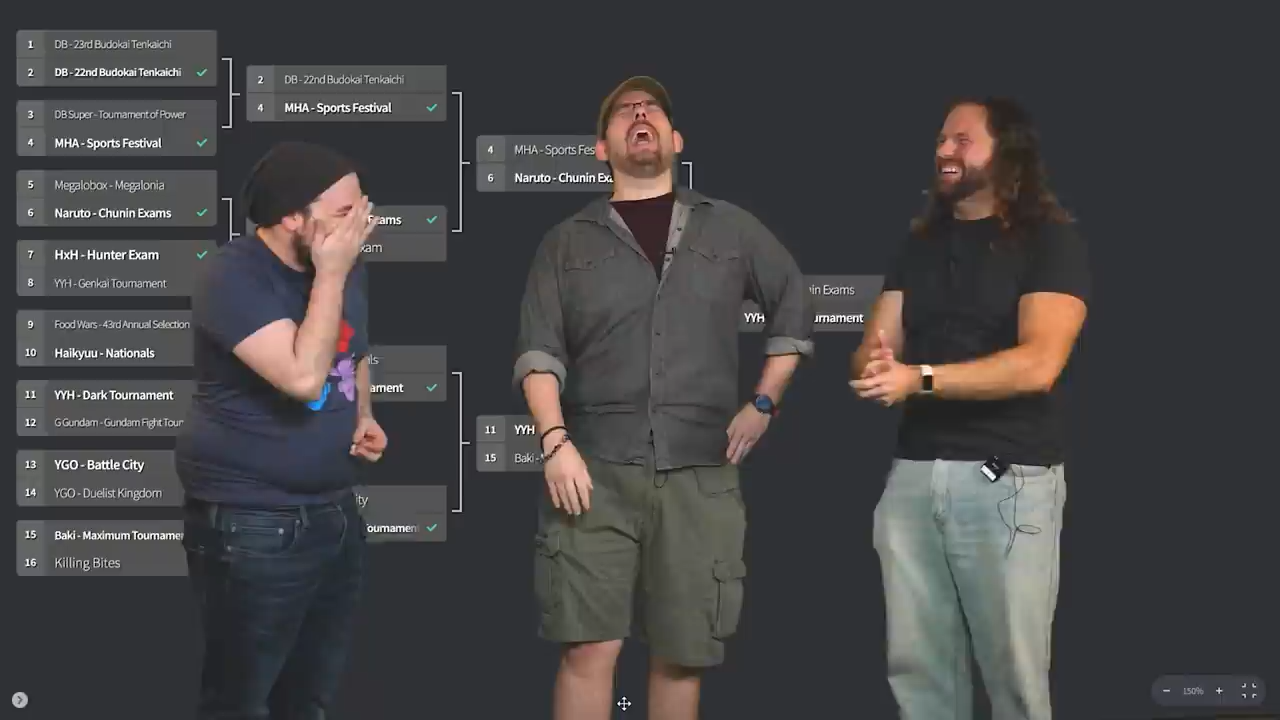 1 DB - 23rd Budokai Tenkaichi
2 DB - 22nd Budokai Tenkaichi
3 DB Super - Tournament of Power
4 MHA - Sports Festival
5 Megalobox - Megalonia
6 Naruto - Chunin Exams
7 HxH - Hunter Exam
8 YYH - Genkai Tournament
9 Food Wars - 43rd Annual Selection
10 Haikyuu - Nationals
11 YYH - Dark Tournament
12 G Gundam - Gundam Fight Tour
13 YGO - Battle City
14 YGO - Duelist Kingdom
15 Baki - Maximum Tourname
16 Killing Bites
2 DB - 22nd Budokai Tenkaichi
4 MHA - Sports Festival
Exams
xam
als
ament
ity
Tournamen
4 MHA - Sports Fes
6 Naruto - Chunin Exa
11 YYH
15 Baki -
nin Exams
YYH urnament
150%